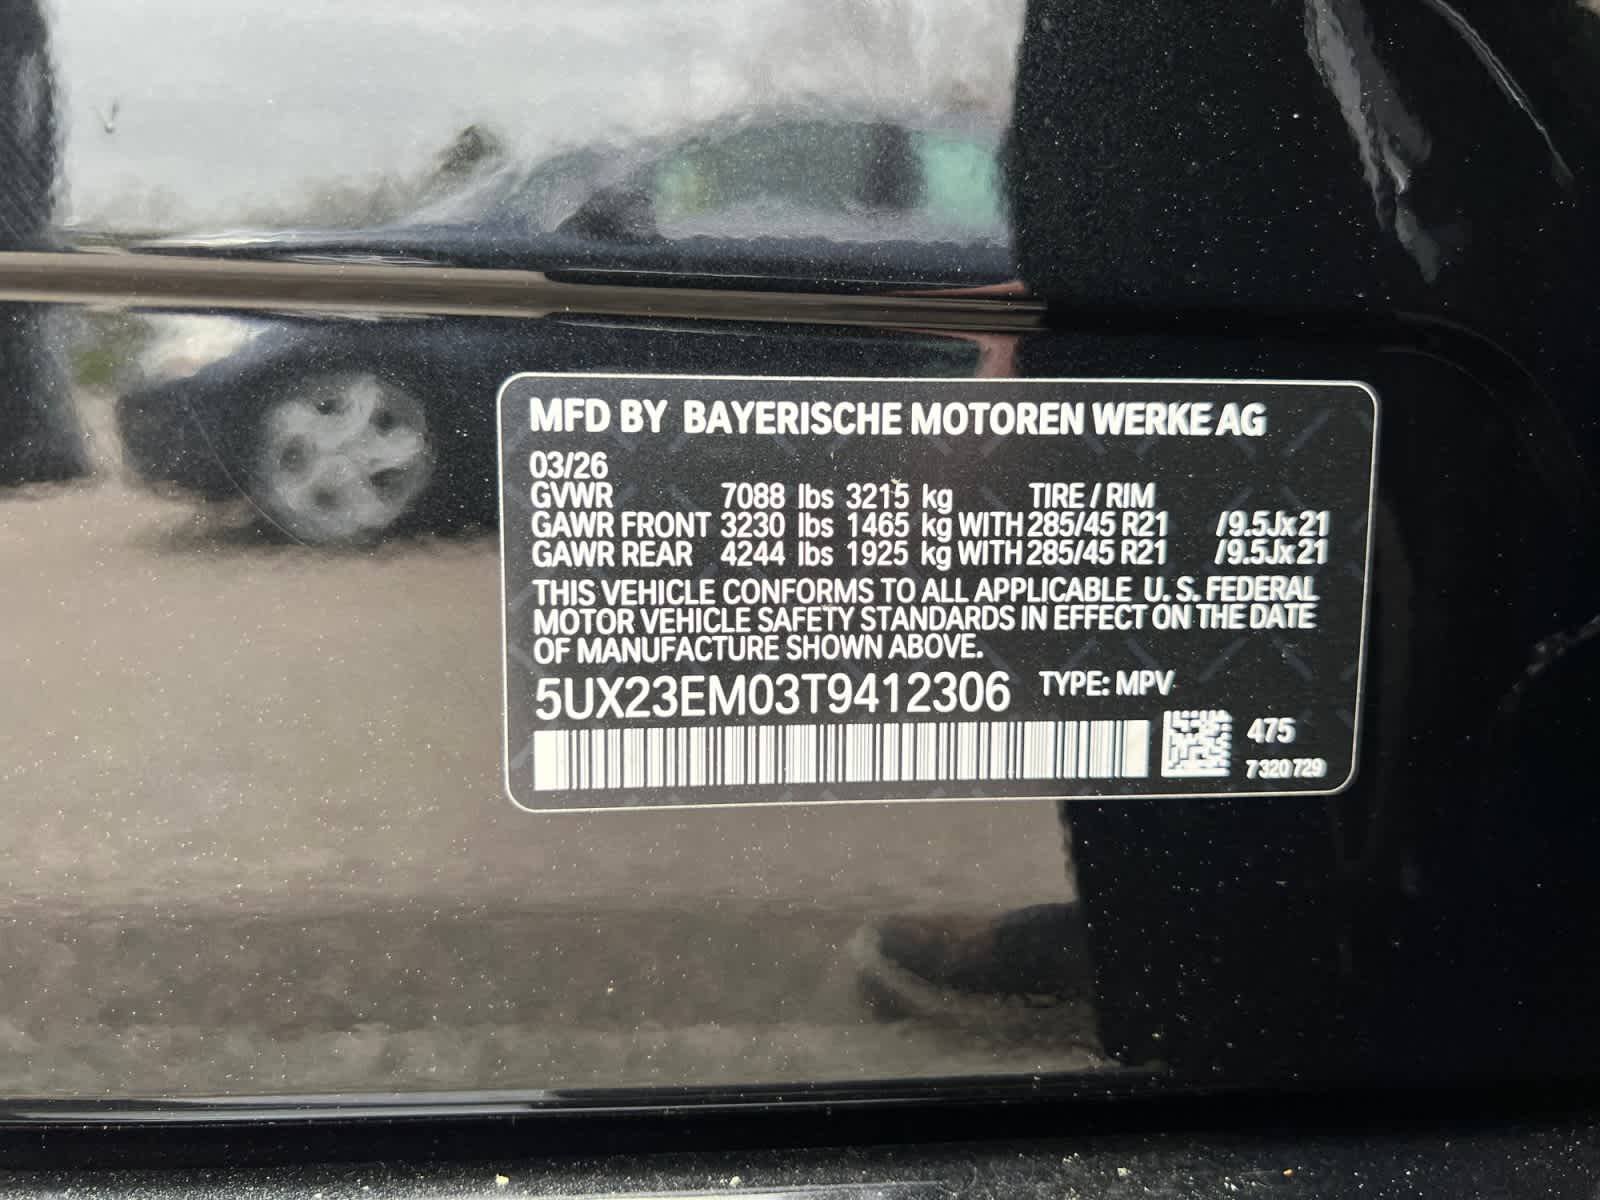 MFD BY BAYERISCHE MOTOREN WERKE AG
03/26
GVWR 7088 lbs 3215 kg TIRE / RIM
GAWR FRONT 3230 lbs 1465 kg WITH 285/45 R21 /9.5Jx21
GAWR REAR 4244 lbs 1925 kg WITH 285/45 R21 /9.5Jx21
THIS VEHICLE CONFORMS TO ALL APPLICABLE U. S. FEDERAL
MOTOR VEHICLE SAFETY STANDARDS IN EFFECT ON THE DATE
OF MANUFACTURE SHOWN ABOVE.
5UX23EM03T9412306 TYPE: MPV
475
7 320 729